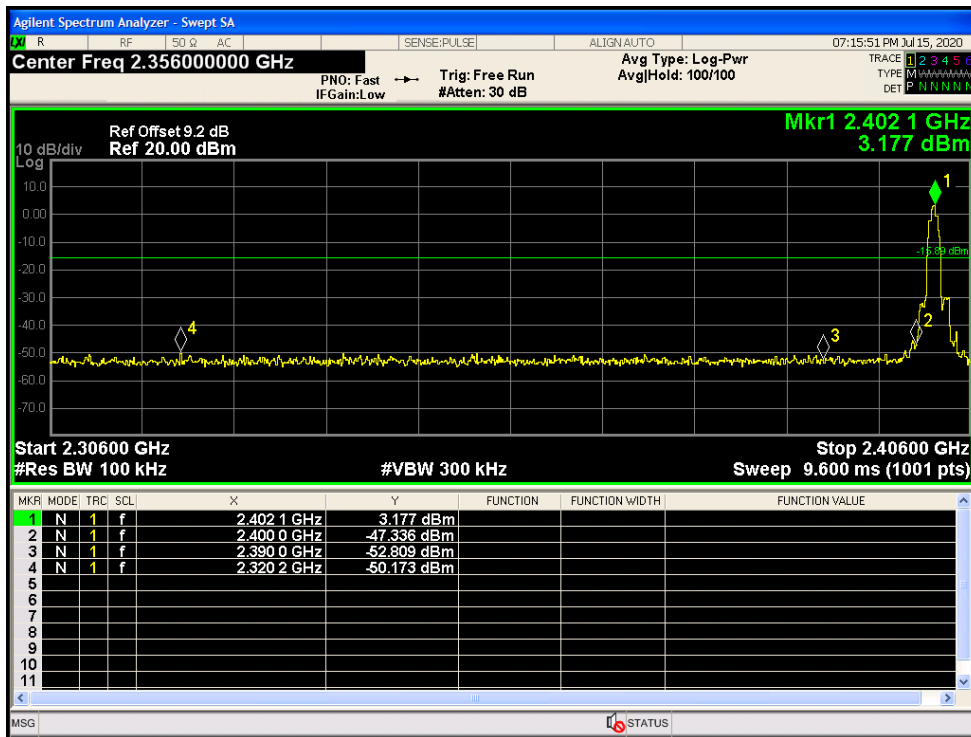 Agilent Spectrum Analyzer - Swept SA
LXI R RF 50 Ω AC SENSE:PULSE ALIGN AUTO 07:15:51 PM Jul 15, 2020
Center Freq 2.356000000 GHz
PNO: Fast
IFGain:Low
Trig: Free Run
#Atten: 30 dB
Avg Type: Log-Pwr
Avg|Hold: 100/100
TRACE 1 2 3 4 5 6
TYPE M
DET P N N N N N
Mkr1 2.402 1 GHz
3.177 dBm
Ref Offset 9.2 dB
10 dB/div Ref 20.00 dBm
Log
10.0
0.00
-10.0
-20.0
-30.0
-40.0
-50.0
-60.0
-70.0
1
-15.89 dBm
2
3
4
Start 2.30600 GHz Stop 2.40600 GHz
#Res BW 100 kHz #VBW 300 kHz Sweep 9.600 ms (1001 pts)
MKR MODE TRC SCL X Y FUNCTION FUNCTION WIDTH FUNCTION VALUE
1 N 1 f 2.402 1 GHz 3.177 dBm
2 N 1 f 2.400 0 GHz -47.336 dBm
3 N 1 f 2.390 0 GHz -52.809 dBm
4 N 1 f 2.320 2 GHz -50.173 dBm
5
6
7
8
9
10
11
MSG STATUS